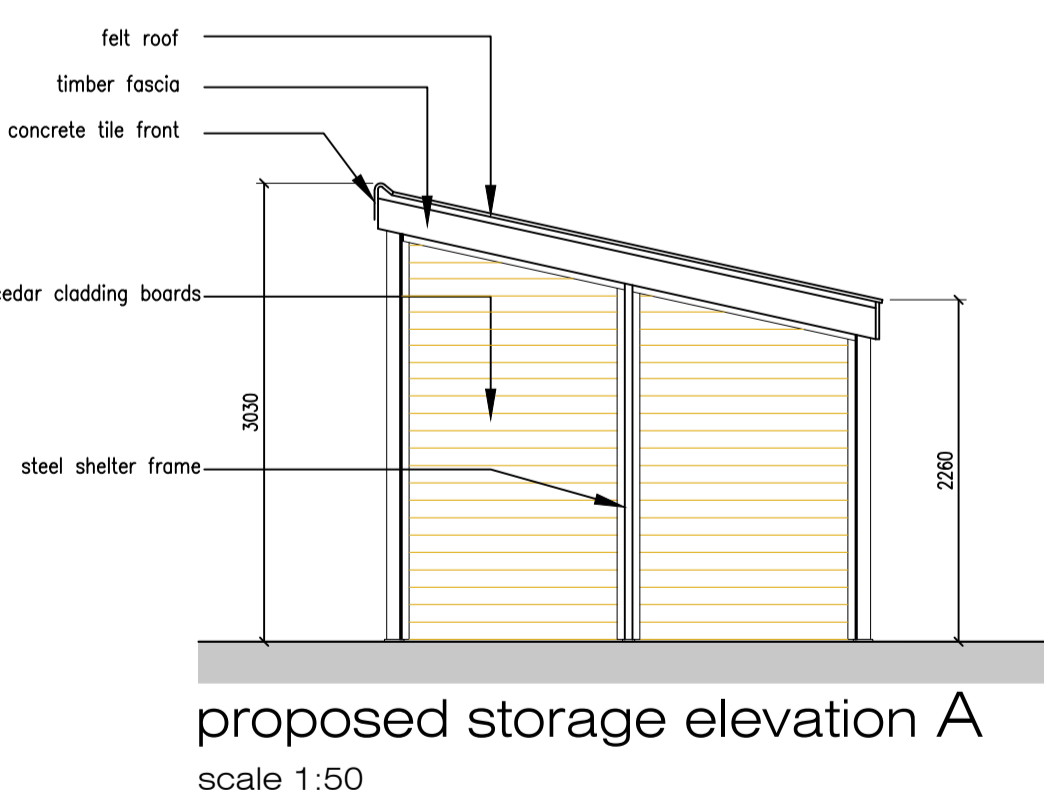 felt roof
timber fascia
concrete tile front
cedar cladding boards
3030
steel shelter frame
2260
proposed storage elevation A
scale 1:50